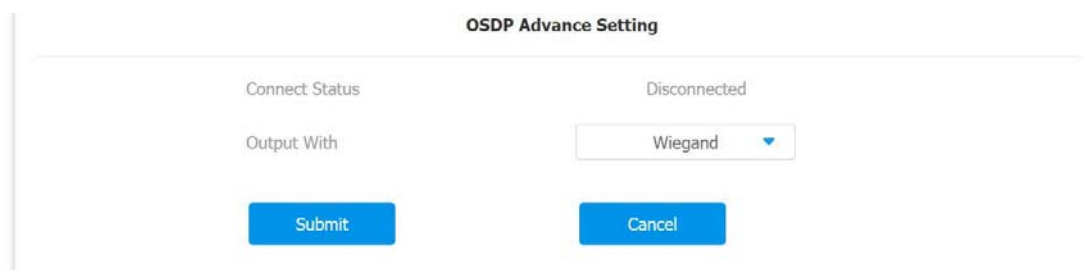 OSDP Advance Setting
Connect Status Disconnected
Output With Wiegand
Submit Cancel